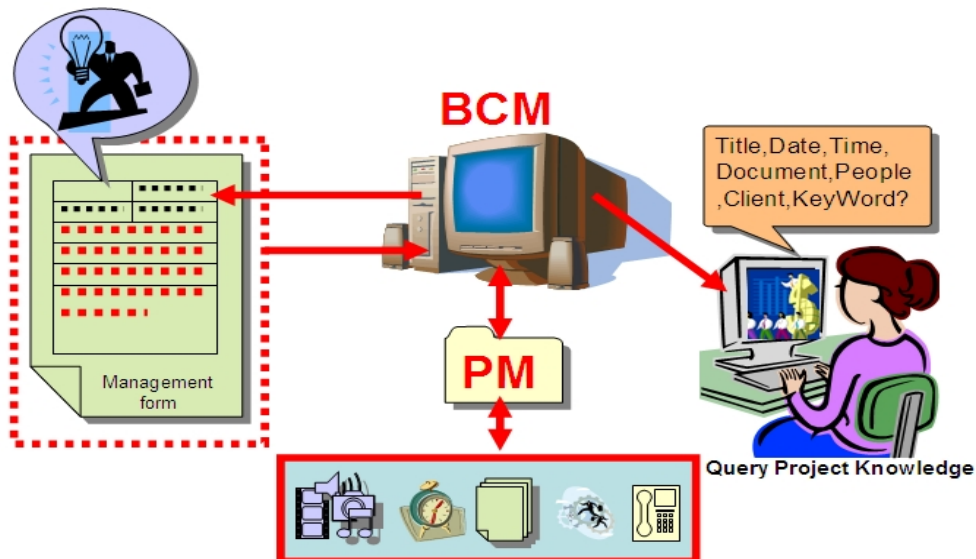 BCM
Title,Date,Time,
Document,People
,Client,KeyWord?
Management
form
PM
Query Project Knowledge